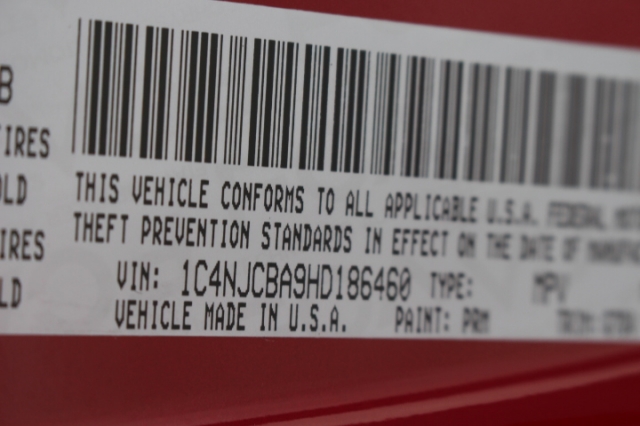 B
IRES
OLD
IRES
LD
THIS VEHICLE CONFORMS TO ALL APPLICABLE U.S.A. FEDERAL
THEFT PREVENTION STANDARDS IN EFFECT ON THE DATE OF
VIN: 1C4NJCBA9HD186460 TYPE: MPV
VEHICLE MADE IN U.S.A. PAINT: PRM TRIM: